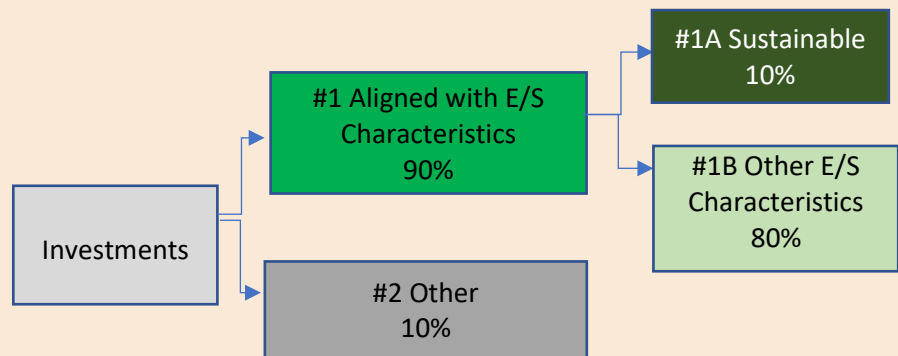 #1A Sustainable
10%
#1 Aligned with E/S
Characteristics
90%
#1B Other E/S
Characteristics
80%
Investments
#2 Other
10%